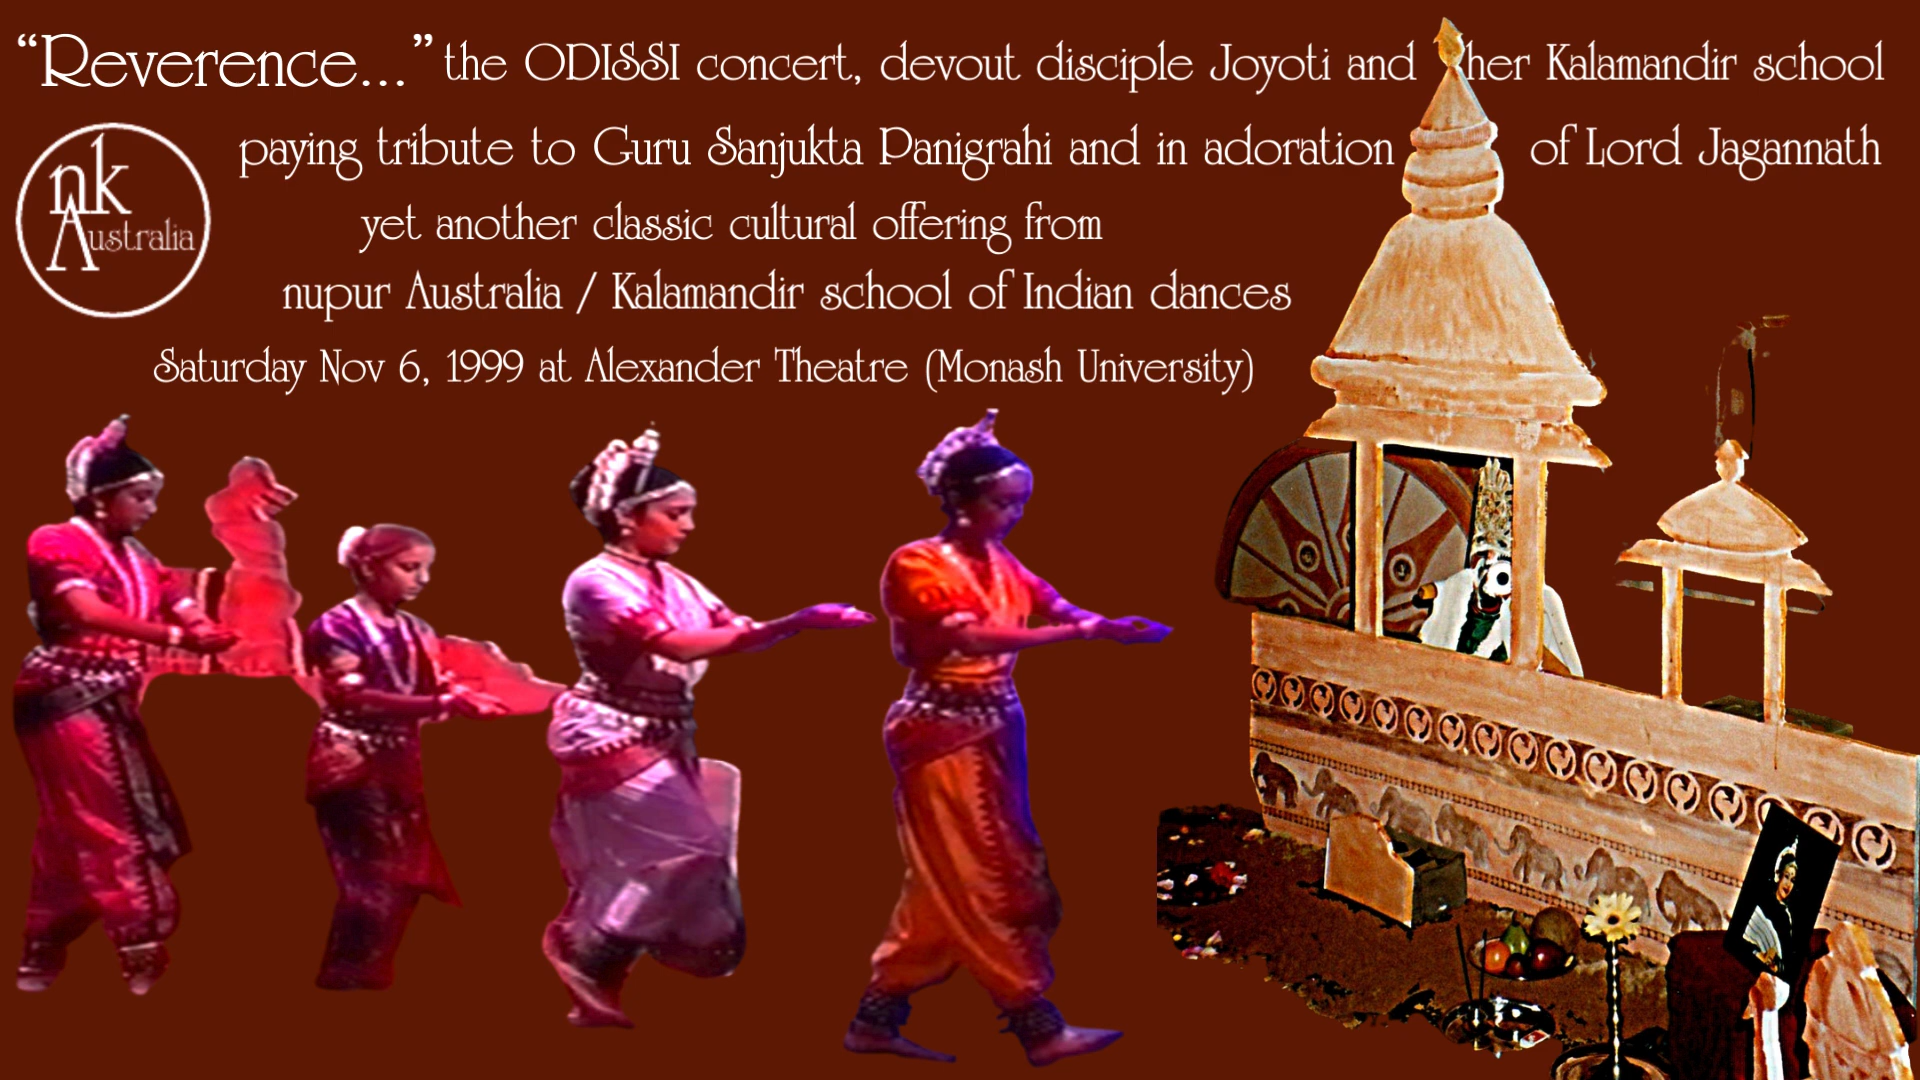 “Reverence...” the ODISSI concert, devout disciple Joyoti and her Kalamandir school
paying tribute to Guru Sanjukta Panigrahi and in adoration of Lord Jagannath
nk
Australia
yet another classic cultural offering from
nupur Australia / Kalamandir school of Indian dances
Saturday Nov 6, 1999 at Alexander Theatre (Monash University)